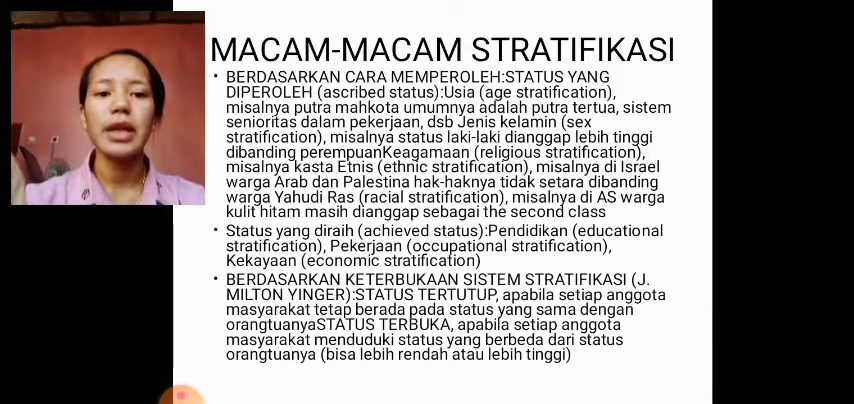 MACAM-MACAM STRATIFIKASI
• BERDASARKAN CARA MEMPEROLEH:STATUS YANG
DIPEROLEH (ascribed status):Usia (age stratification),
misalnya putra mahkota umumnya adalah putra tertua, sistem
senioritas dalam pekerjaan, dsb Jenis kelamin (sex
stratification), misalnya status laki-laki dianggap lebih tinggi
dibanding perempuanKeagamaan (religious stratification),
misalnya kasta Etnis (ethnic stratification), misalnya di Israel
warga Arab dan Palestina hak-haknya tidak setara dibanding
warga Yahudi Ras (racial stratification), misalnya di AS warga
kulit hitam masih dianggap sebagai the second class
• Status yang diraih (achieved status):Pendidikan (educational
stratification), Pekerjaan (occupational stratification),
Kekayaan (economic stratification)
• BERDASARKAN KETERBUKAAN SISTEM STRATIFIKASI (J.
MILTON YINGER):STATUS TERTUTUP, apabila setiap anggota
masyarakat tetap berada pada status yang sama dengan
orangtuanyaSTATUS TERBUKA, apabila setiap anggota
masyarakat menduduki status yang berbeda dari status
orangtuanya (bisa lebih rendah atau lebih tinggi)